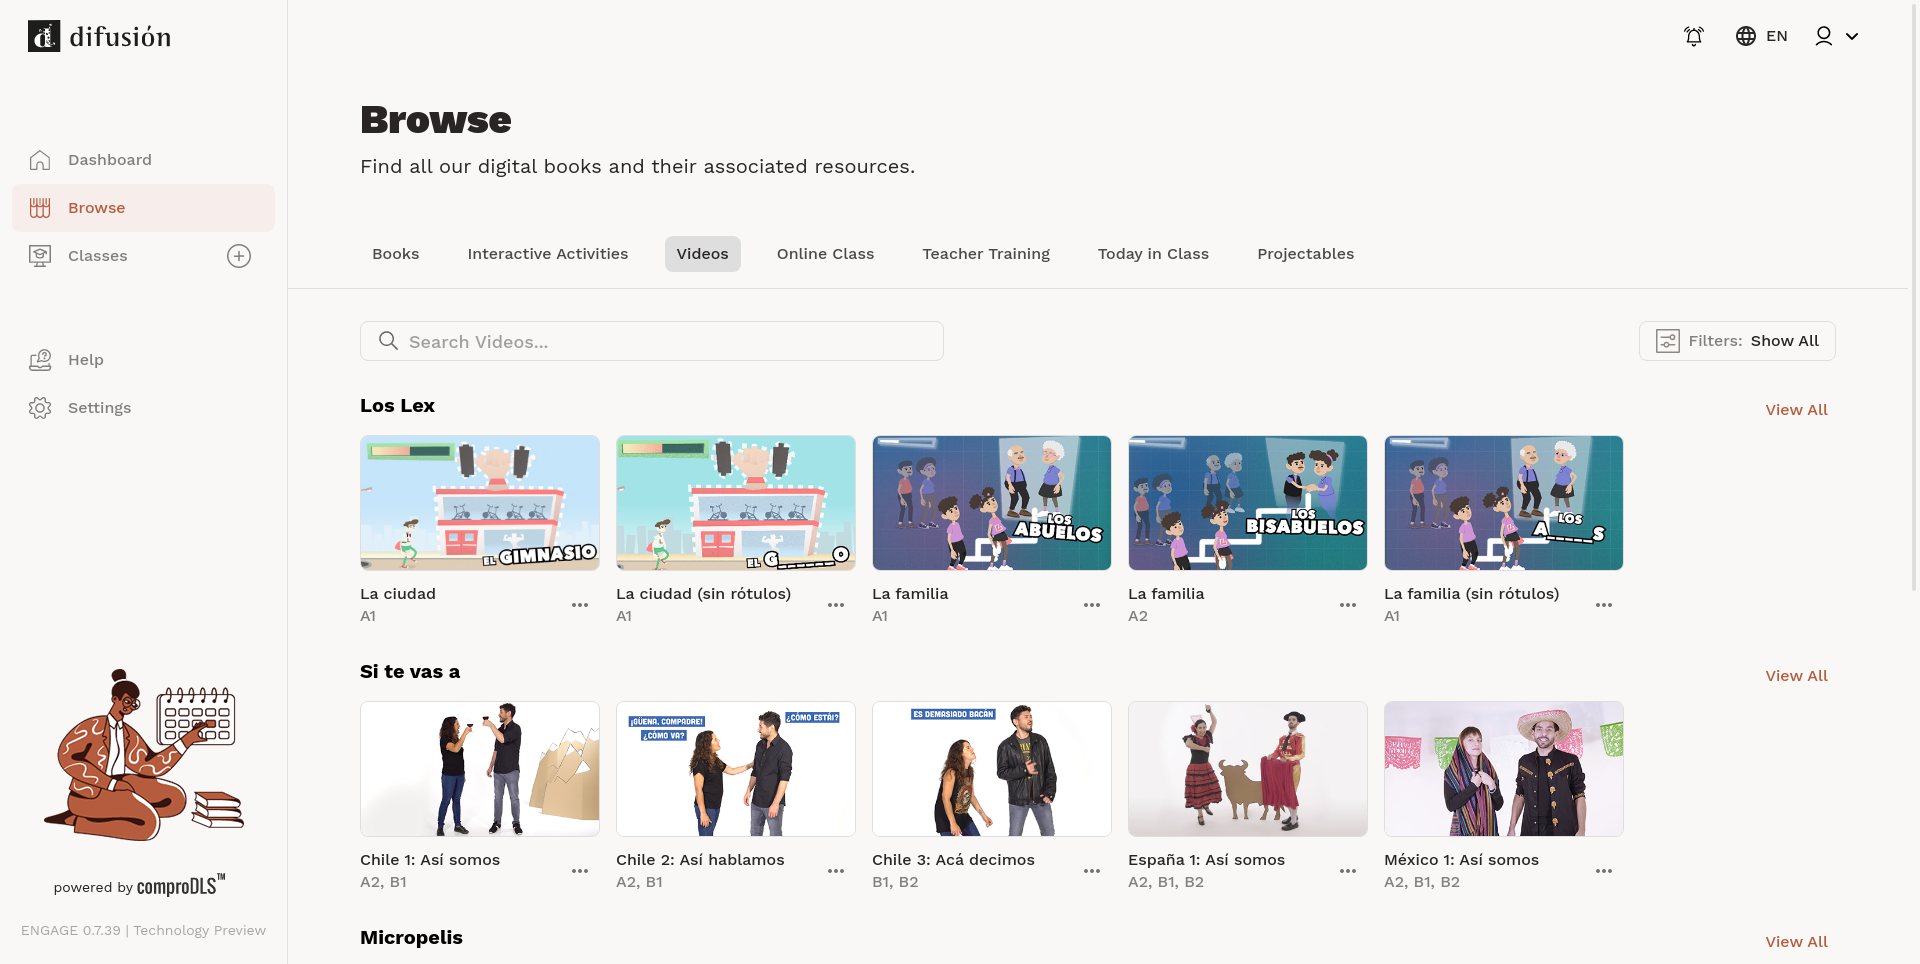 difusión
EN
Dashboard
Browse
Classes
Help
Settings
powered by comproDLS™
ENGAGE 0.7.39 | Technology Preview
Browse
Find all our digital books and their associated resources.
Books
Interactive Activities
Videos
Online Class
Teacher Training
Today in Class
Projectables
Search Videos...
Filters: Show All
Los Lex
View All
EL GIMNASIO
EL G_____O
LOS ABUELOS
LOS BISABUELOS
LOS A_____S
La ciudad
A1
La ciudad (sin rótulos)
A1
La familia
A1
La familia
A2
La familia (sin rótulos)
A1
Si te vas a
View All
¡GÜENA, COMPADRE!
¿CÓMO VA?
¿CÓMO ESTÁI?
ES DEMASIADO BACÁN
Chile 1: Así somos
A2, B1
Chile 2: Así hablamos
A2, B1
Chile 3: Acá decimos
B1, B2
España 1: Así somos
A2, B1, B2
México 1: Así somos
A2, B1, B2
Micropelis
View All